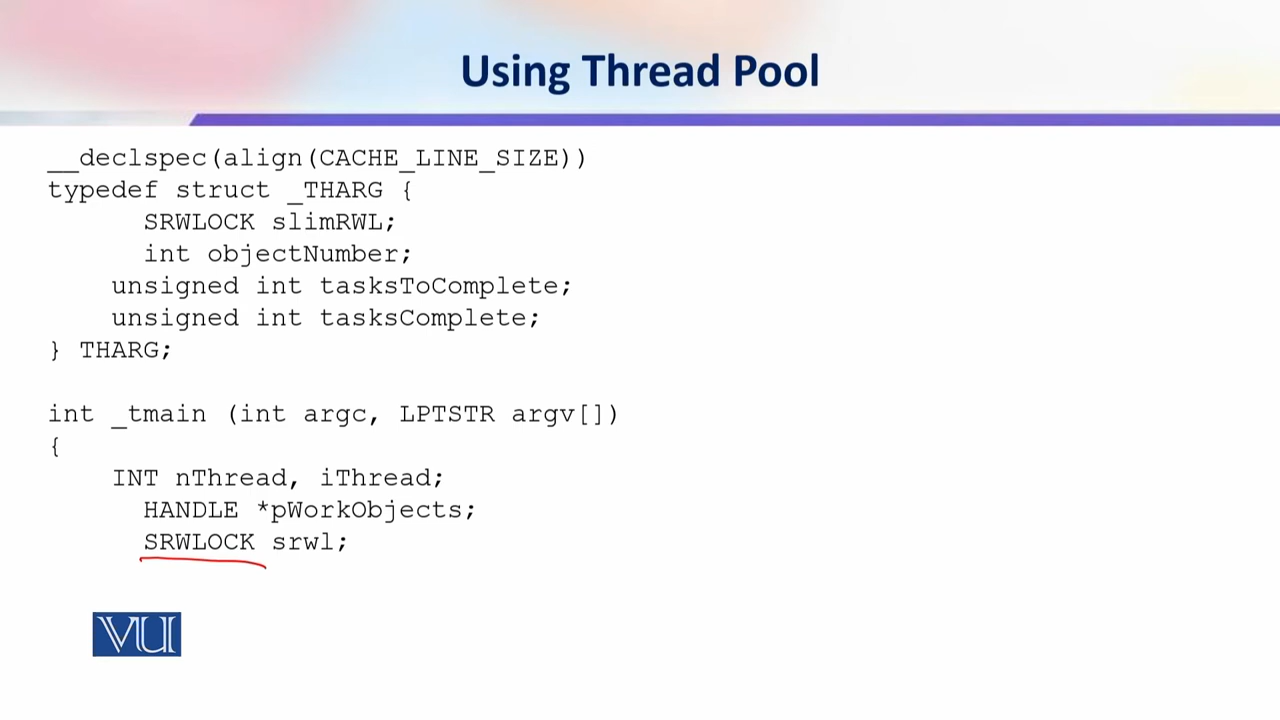 Using Thread Pool
__declspec(align(CACHE_LINE_SIZE))
typedef struct _THARG {
SRWLOCK slimRWL;
int objectNumber;
unsigned int tasksToComplete;
unsigned int tasksComplete;
} THARG;
int _tmain (int argc, LPTSTR argv[])
{
INT nThread, iThread;
HANDLE *pWorkObjects;
SRWLOCK srwl;
VU